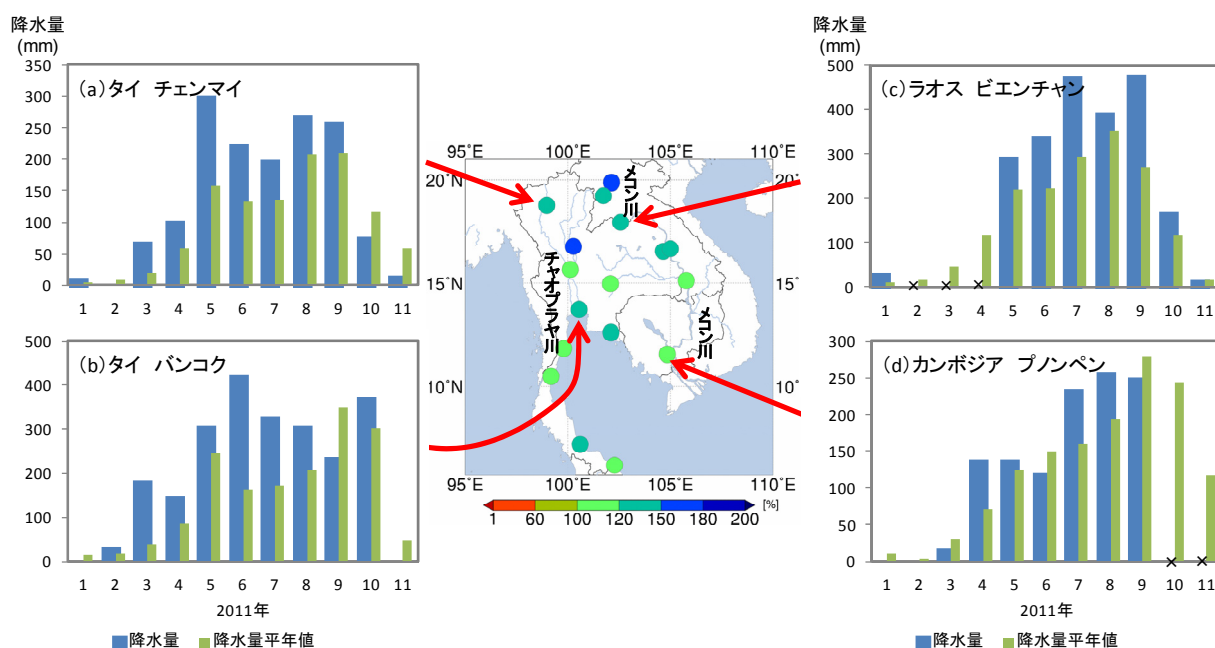 降水量
(mm)
(a)タイ チェンマイ
350
300
250
200
150
100
50
0
1 2 3 4 5 6 7 8 9 10 11
(b)タイ バンコク
500
400
300
200
100
0
1 2 3 4 5 6 7 8 9 10 11
2011年
降水量 降水量平年値
95°E 100°E 105°E 110°E
20°N 20°N
15°N 15°N
10°N 10°N
メコン川
チャオプラヤ川
メコン川
95°E 100°E 105°E 110°E
[%]
1 60 100 120 150 180 200
降水量
(mm)
(c)ラオス ビエンチャン
500
400
300
200
100
0
1 2 3 4 5 6 7 8 9 10 11
(d)カンボジア プノンペン
300
250
200
150
100
50
0
1 2 3 4 5 6 7 8 9 10 11
2011年
降水量 降水量平年値